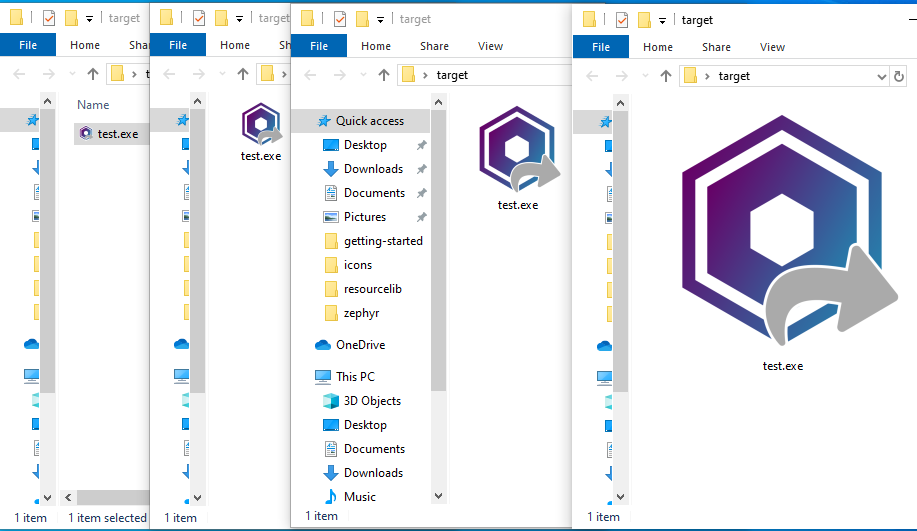 target
File
Home
Sha
Name
test.exe
1 item
1 item selected
target
File
Home
test.exe
1 item
target
File
Home
Share
View
target
Quick access
Desktop
Downloads
Documents
Pictures
getting-started
icons
resourcelib
zephyr
OneDrive
This PC
3D Objects
Desktop
Documents
Downloads
Music
test.exe
1 item
target
File
Home
Share
View
target
test.exe
1 item